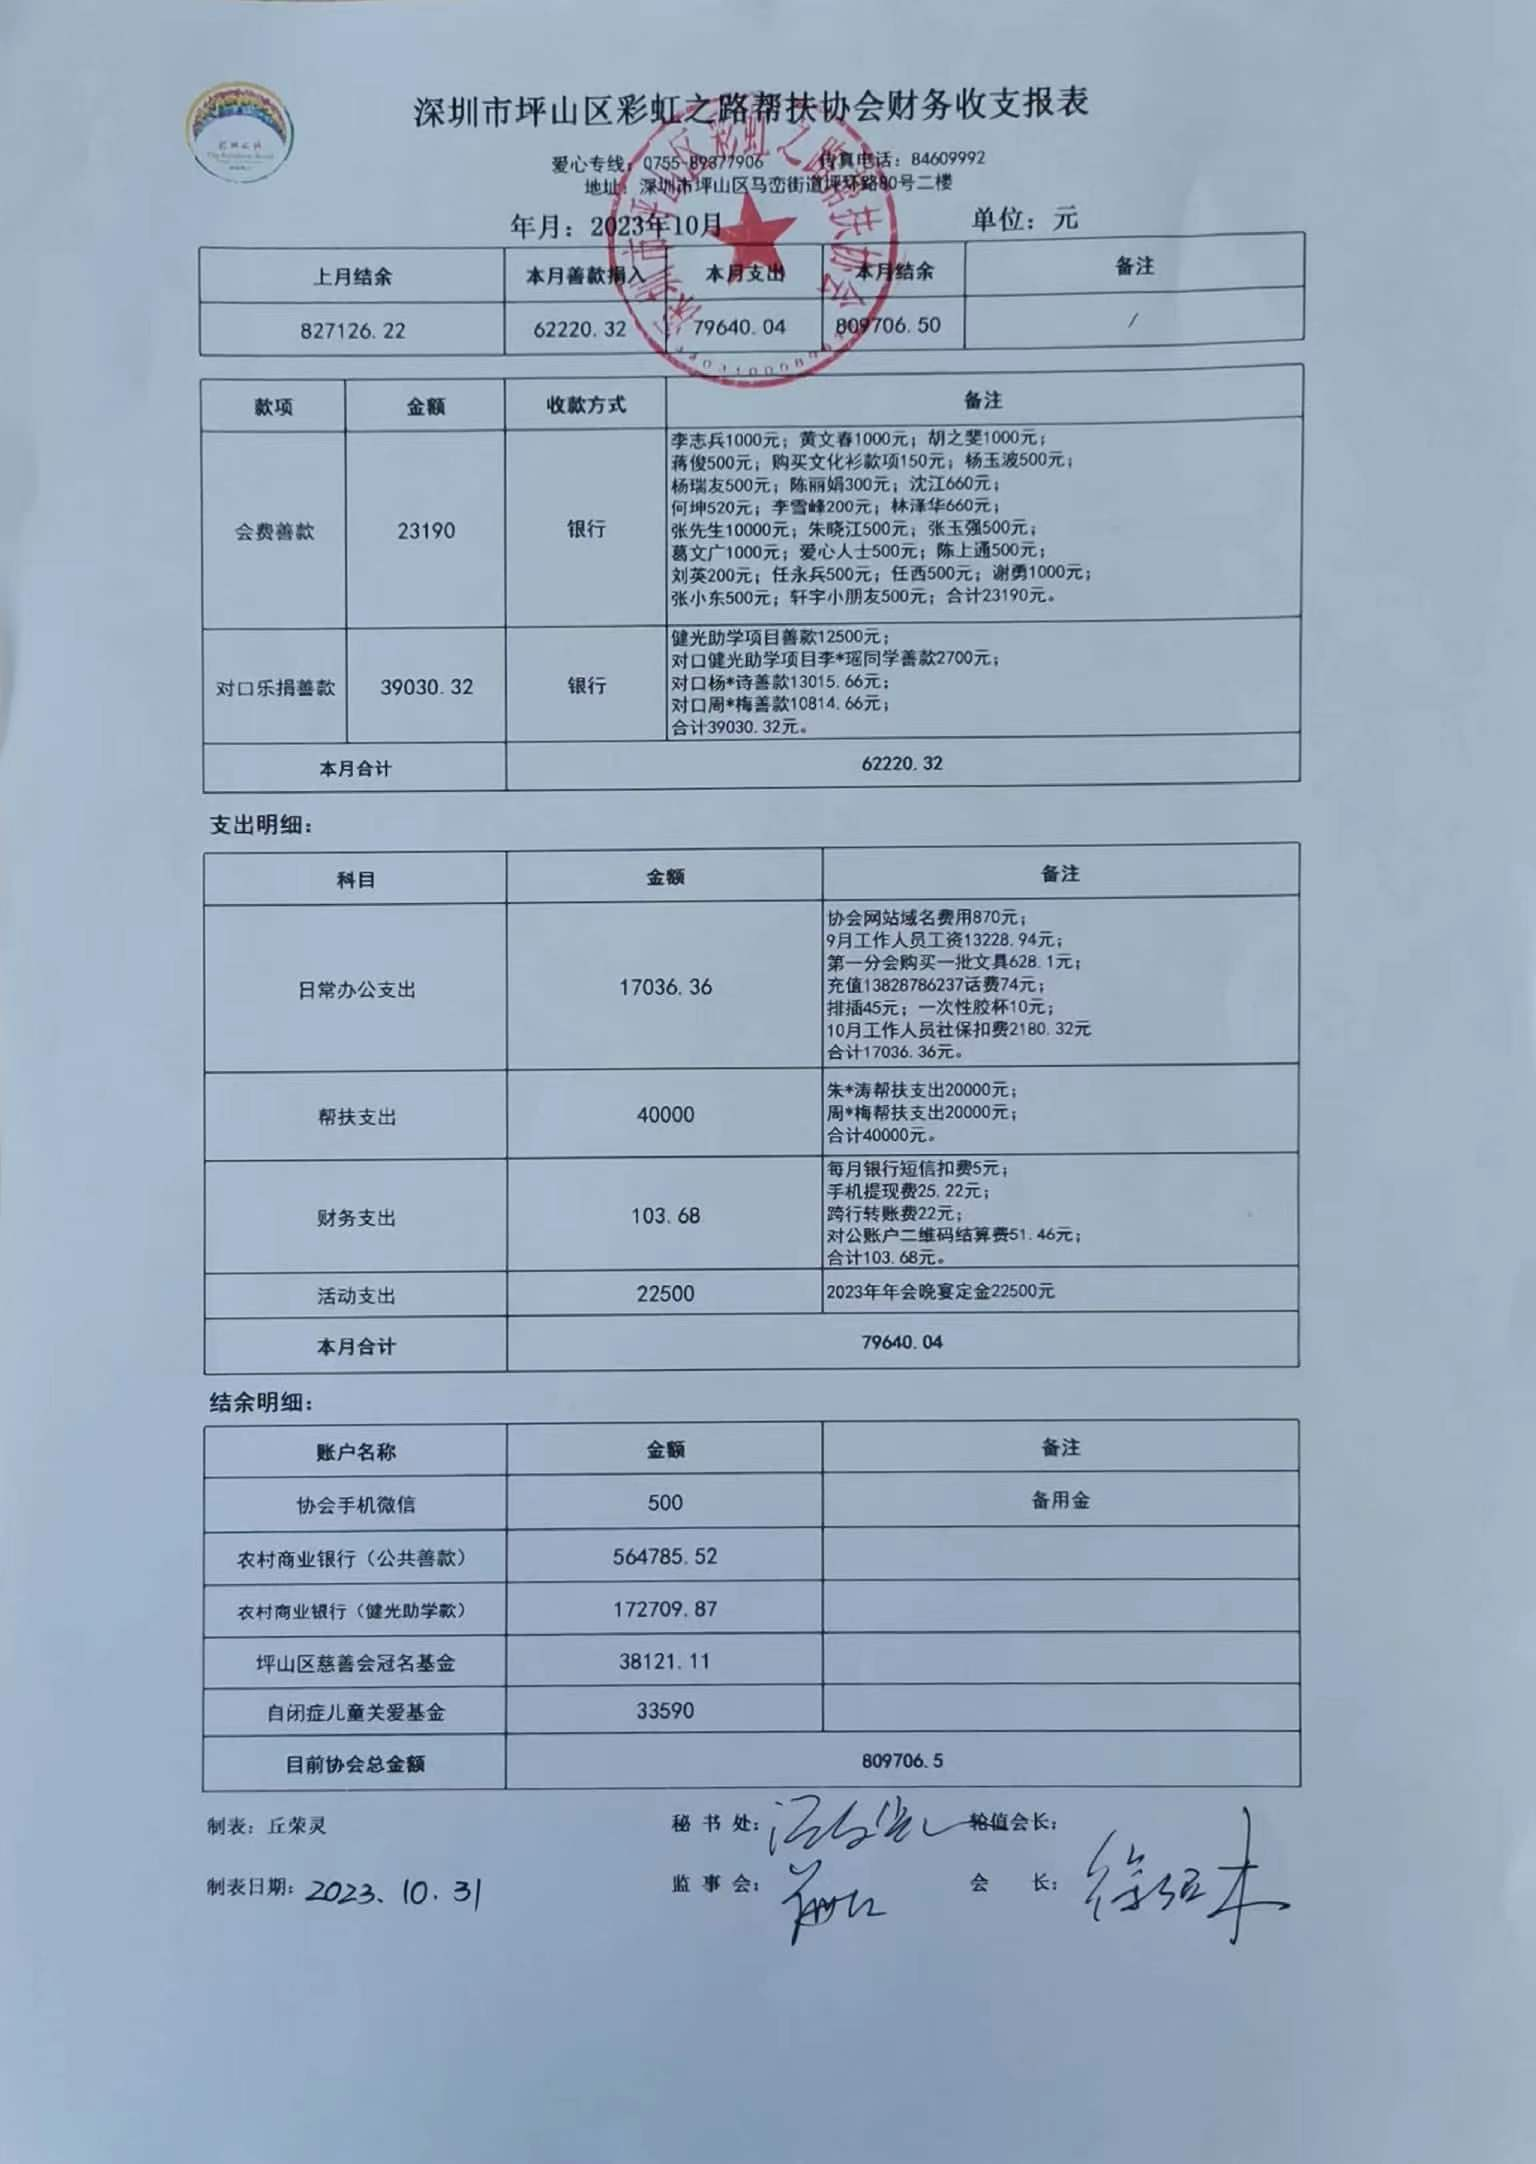 深圳市坪山区彩虹之路帮扶协会财务收支报表
爱心专线：0755-89377906 传真电话：84609992
地址：深圳市坪山区马峦街道坪环路80号二楼
年月：2023年10月 单位：元
上月结余 本月善款捐入 本月支出 本月结余 备注
827126.22 62220.32 79640.04 809706.50 /
款项 金额 收款方式 备注
会费善款 23190 银行
李志兵1000元；黄文春1000元；胡之斐1000元；
蒋俊500元；购买文化衫款项150元；杨玉波500元；
杨瑞友500元；陈丽娟300元；沈江660元；
何坤520元；李雪峰200元；林泽华660元；
张先生10000元；朱晓江500元；张玉强500元；
葛文广1000元；爱心人士500元；陈上通500元；
刘英200元；任永兵500元；任西500元；谢勇1000元；
张小东500元；轩宇小朋友500元；合计23190元。
对口乐捐善款 39030.32 银行
健光助学项目善款12500元；
对口健光助学项目李*瑶同学善款2700元；
对口杨*诗善款13015.66元；
对口周*梅善款10814.66元；
合计39030.32元。
本月合计 62220.32
支出明细：
科目 金额 备注
日常办公支出 17036.36
协会网站域名费用870元；
9月工作人员工资13228.94元；
第一分会购买一批文具628.1元；
充值13828786237话费74元；
排插45元；一次性胶杯10元；
10月工作人员社保扣费2180.32元
合计17036.36元。
帮扶支出 40000
朱*涛帮扶支出20000元；
周*梅帮扶支出20000元；
合计40000元。
财务支出 103.68
每月银行短信扣费5元；
手机提现费25.22元；
跨行转账费22元；
对公账户二维码结算费51.46元；
合计103.68元。
活动支出 22500 2023年年会晚宴定金22500元
本月合计 79640.04
结余明细：
账户名称 金额 备注
协会手机微信 500 备用金
农村商业银行（公共善款） 564785.52
农村商业银行（健光助学款） 172709.87
坪山区慈善会冠名基金 38121.11
自闭症儿童关爱基金 33590
目前协会总金额 809706.5
制表：丘荣灵 秘 书 处： 轮值会长：
制表日期：2023.10.31 监 事 会： 会 长：